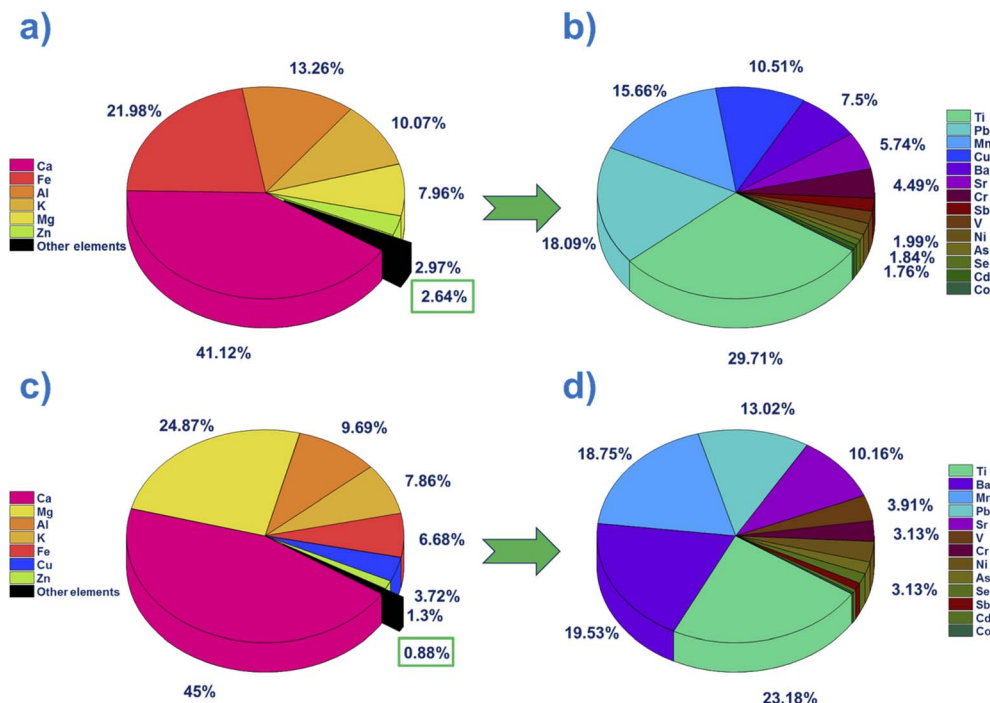 a)
13.26%
21.98%
10.07%
7.96%
2.97%
2.64%
41.12%
Ca
Fe
Al
K
Mg
Zn
Other elements
b)
10.51%
15.66%
7.5%
5.74%
4.49%
1.99%
1.84%
1.76%
18.09%
29.71%
Ti
Pb
Mn
Cu
Ba
Sr
Cr
Sb
V
Ni
As
Se
Cd
Co
c)
24.87%
9.69%
7.86%
6.68%
3.72%
1.3%
0.88%
45%
Ca
Mg
Al
K
Fe
Cu
Zn
Other elements
d)
13.02%
18.75%
10.16%
3.91%
3.13%
3.13%
19.53%
23.18%
Ti
Ba
Mn
Pb
Sr
V
Cr
Ni
As
Se
Sb
Cd
Co